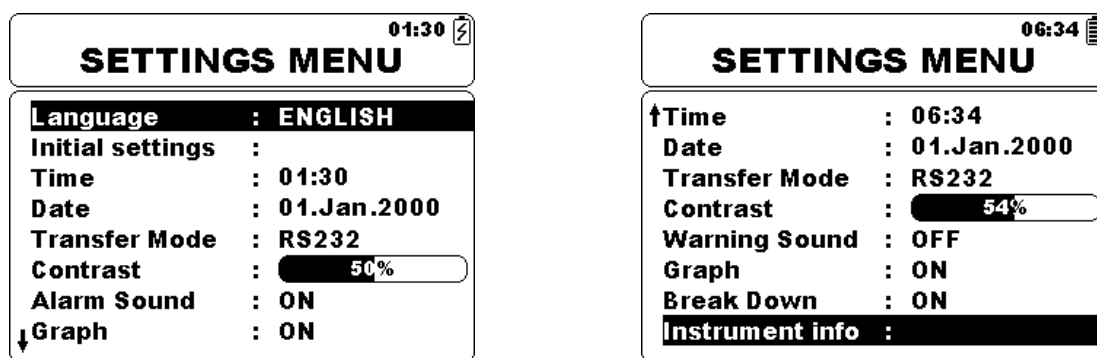 01:30
SETTINGS MENU
Language : ENGLISH
Initial settings :
Time : 01:30
Date : 01.Jan.2000
Transfer Mode : RS232
Contrast : 50%
Alarm Sound : ON
Graph : ON
06:34
SETTINGS MENU
Time : 06:34
Date : 01.Jan.2000
Transfer Mode : RS232
Contrast : 54%
Warning Sound : OFF
Graph : ON
Break Down : ON
Instrument info :